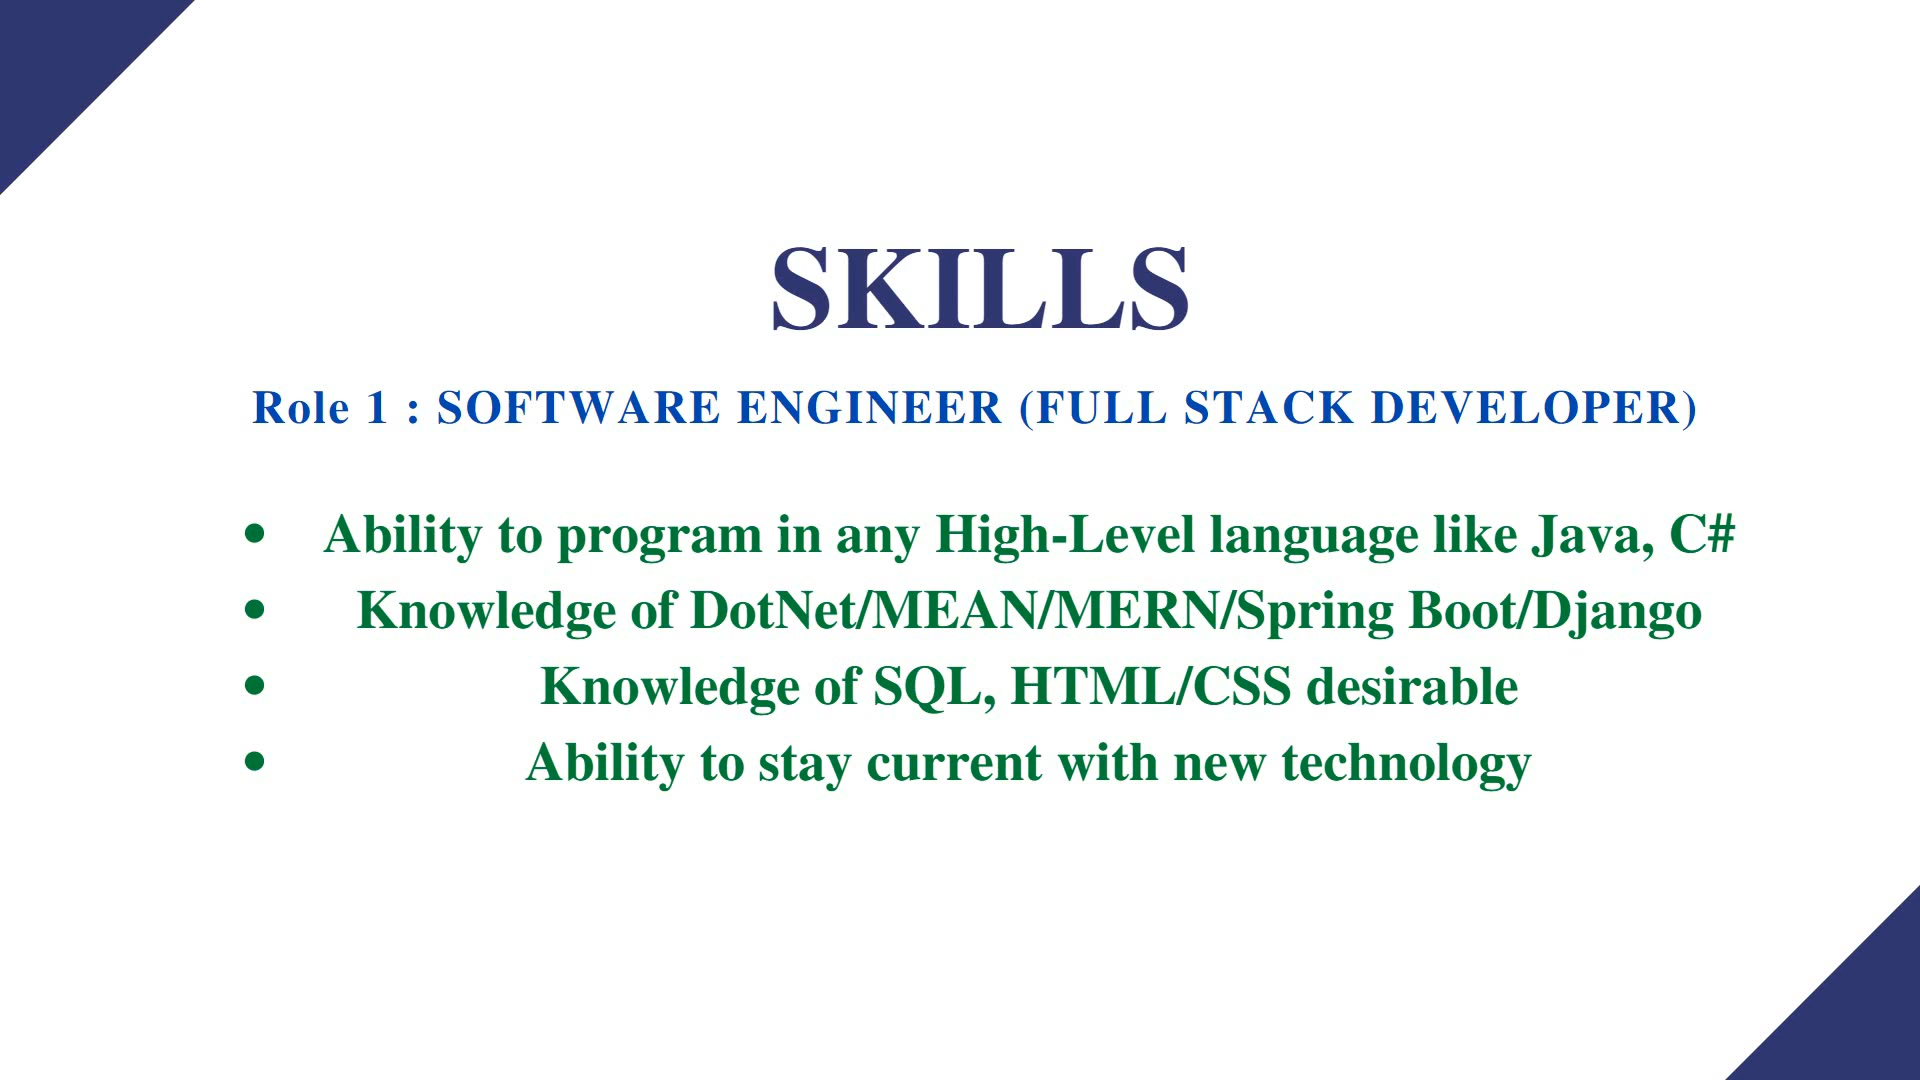 SKILLS
Role 1 : SOFTWARE ENGINEER (FULL STACK DEVELOPER)
• Ability to program in any High-Level language like Java, C#
• Knowledge of DotNet/MEAN/MERN/Spring Boot/Django
• Knowledge of SQL, HTML/CSS desirable
• Ability to stay current with new technology